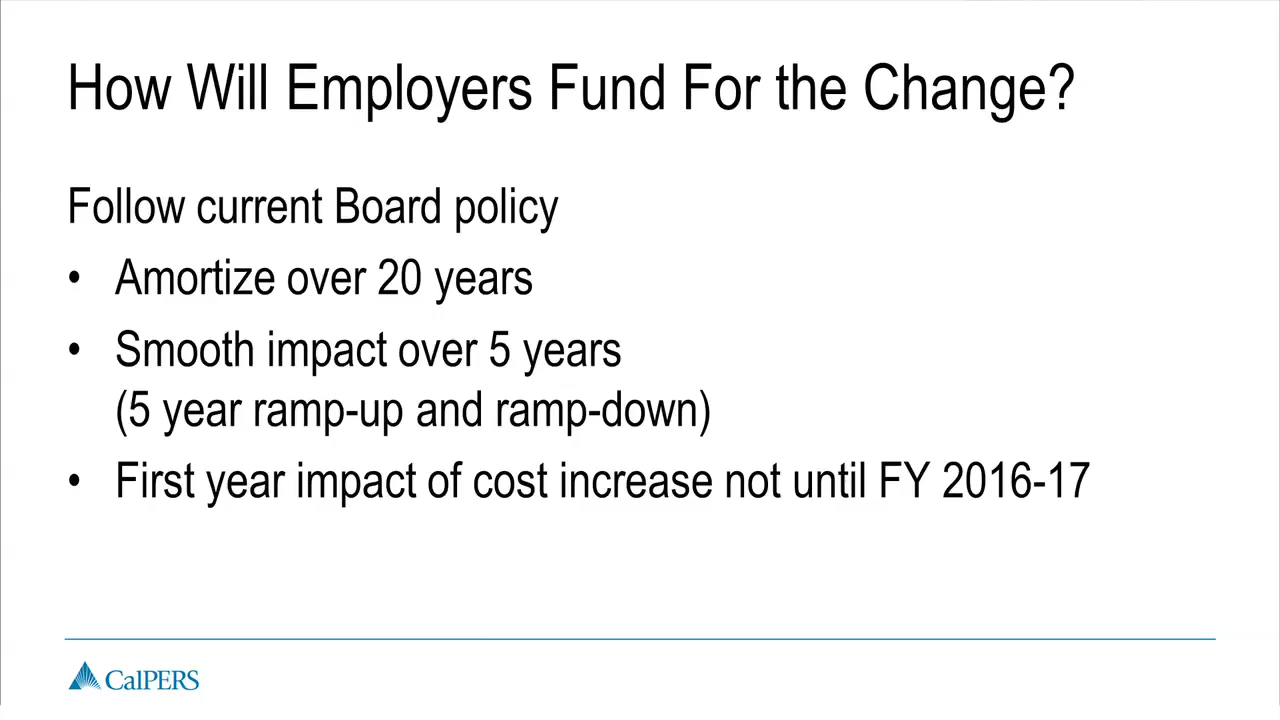 How Will Employers Fund For the Change?
Follow current Board policy
• Amortize over 20 years
• Smooth impact over 5 years
(5 year ramp-up and ramp-down)
• First year impact of cost increase not until FY 2016-17
CalPERS